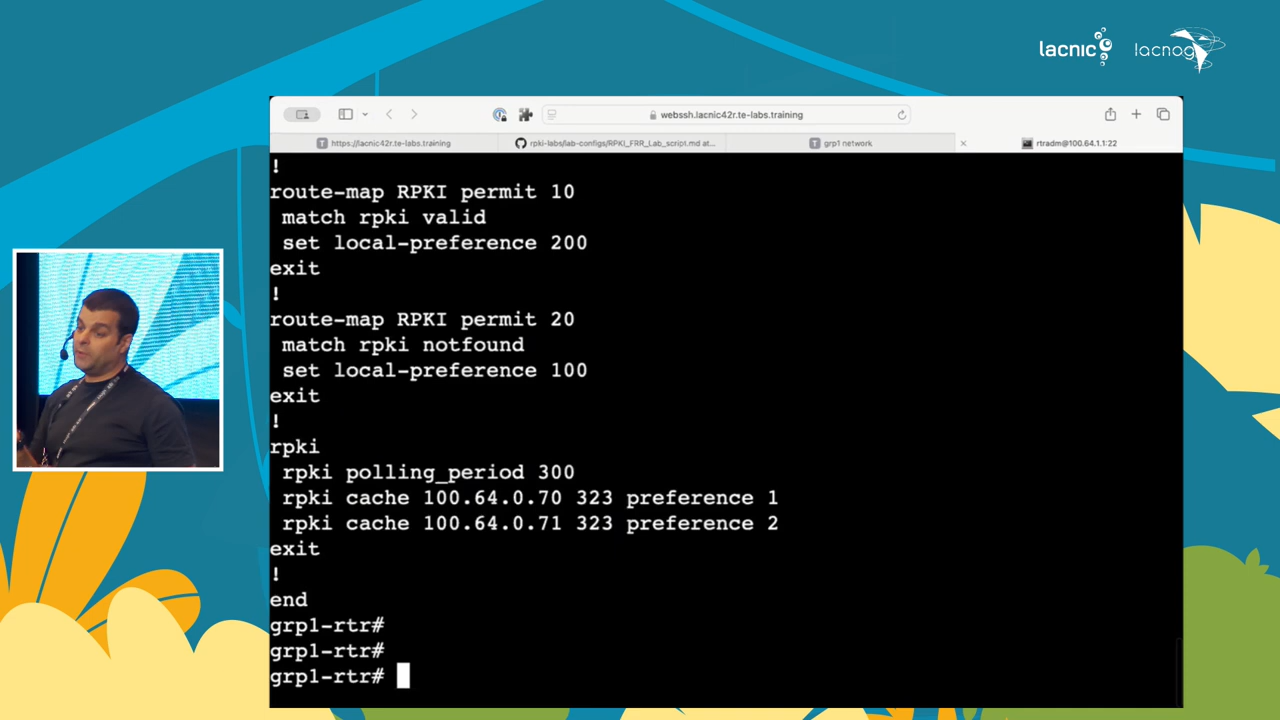 lacnic
lacnog
webssh.lacnic42r.te-labs.training
https://lacnic42r.te-labs.training
rpki-labs/lab-configs/RPKI_FRR_Lab_script.md at...
grp1 network
rtradm@100.64.1.1:22
!
route-map RPKI permit 10
match rpki valid
set local-preference 200
exit
!
route-map RPKI permit 20
match rpki notfound
set local-preference 100
exit
!
rpki
rpki polling_period 300
rpki cache 100.64.0.70 323 preference 1
rpki cache 100.64.0.71 323 preference 2
exit
!
end
grp1-rtr#
grp1-rtr#
grp1-rtr#